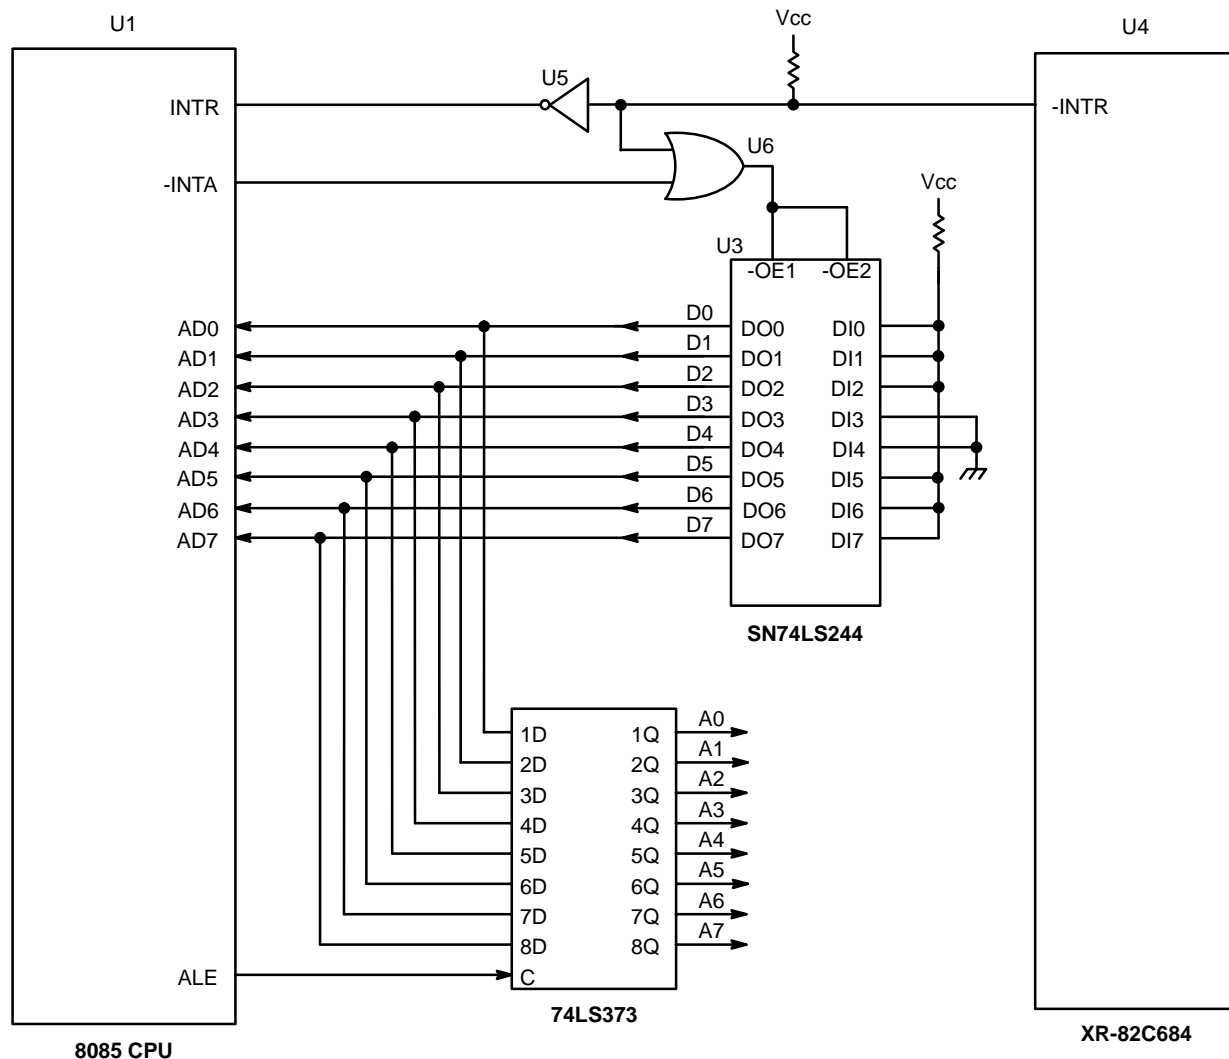 U1
Vcc
U4
U5
INTR
-INTR
U6
-INTA
Vcc
U3
-OE1 -OE2
AD0 D0 DO0 DI0
AD1 D1 DO1 DI1
AD2 D2 DO2 DI2
AD3 D3 DO3 DI3
AD4 D4 DO4 DI4
AD5 D5 DO5 DI5
AD6 D6 DO6 DI6
AD7 D7 DO7 DI7
SN74LS244
1D 1Q A0
2D 2Q A1
3D 3Q A2
4D 4Q A3
5D 5Q A4
6D 6Q A5
7D 7Q A6
8D 8Q A7
ALE C
74LS373
8085 CPU
XR-82C684